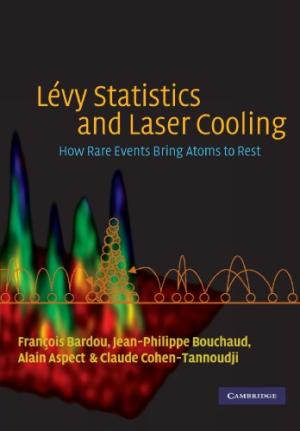 Lévy Statistics
and Laser Cooling
How Rare Events Bring Atoms to Rest
François Bardou, Jean-Philippe Bouchaud,
Alain Aspect & Claude Cohen-Tannoudji
CAMBRIDGE